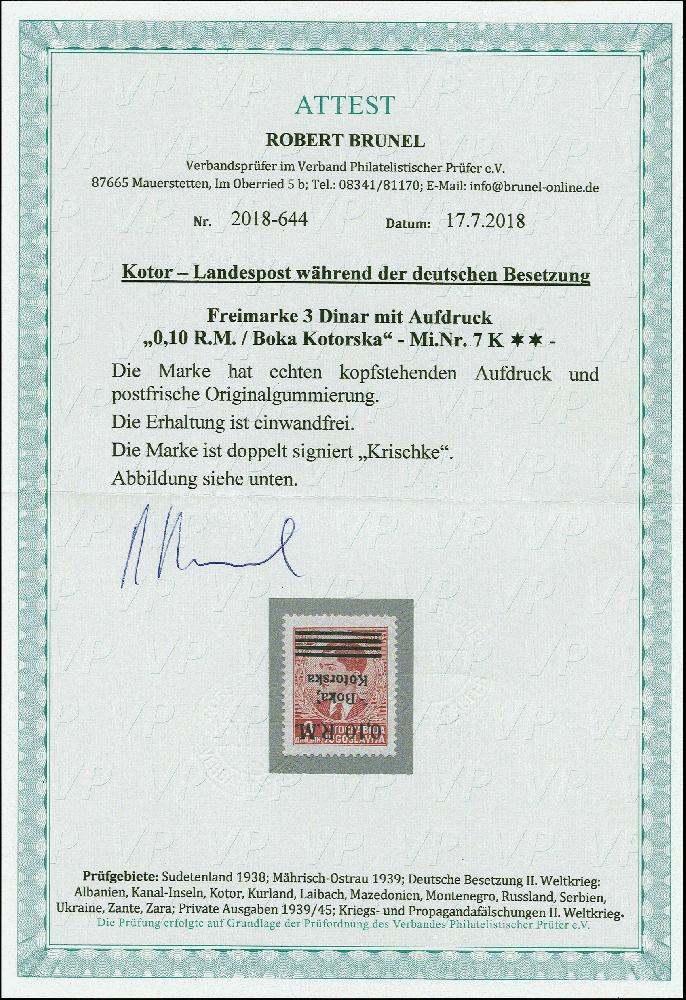 ATTEST
ROBERT BRUNEL
Verbandsprüfer im Verband Philatelistischer Prüfer e.V.
87665 Mauerstetten, Im Oberried 5 b; Tel.: 08341/81170; E-Mail: info@brunel-online.de
Nr. 2018-644 Datum: 17.7.2018
Kotor – Landespost während der deutschen Besetzung
Freimarke 3 Dinar mit Aufdruck
„0,10 R.M. / Boka Kotorska“ - Mi.Nr. 7 K ✶✶ -
Die Marke hat echten kopfstehenden Aufdruck und
postfrische Originalgummierung.
Die Erhaltung ist einwandfrei.
Die Marke ist doppelt signiert „Krischke“.
Abbildung siehe unten.
Kotorska
Boka
0,10 R.M.
JUGOSLAVIJA
Prüfgebiete: Sudetenland 1938; Mährisch-Ostrau 1939; Deutsche Besetzung II. Weltkrieg:
Albanien, Kanal-Inseln, Kotor, Kurland, Laibach, Mazedonien, Montenegro, Russland, Serbien,
Ukraine, Zante, Zara; Private Ausgaben 1939/45; Kriegs- und Propagandafälschungen II. Weltkrieg.
Die Prüfung erfolgte auf Grundlage der Prüfordnung des Verbandes Philatelistischer Prüfer e.V.